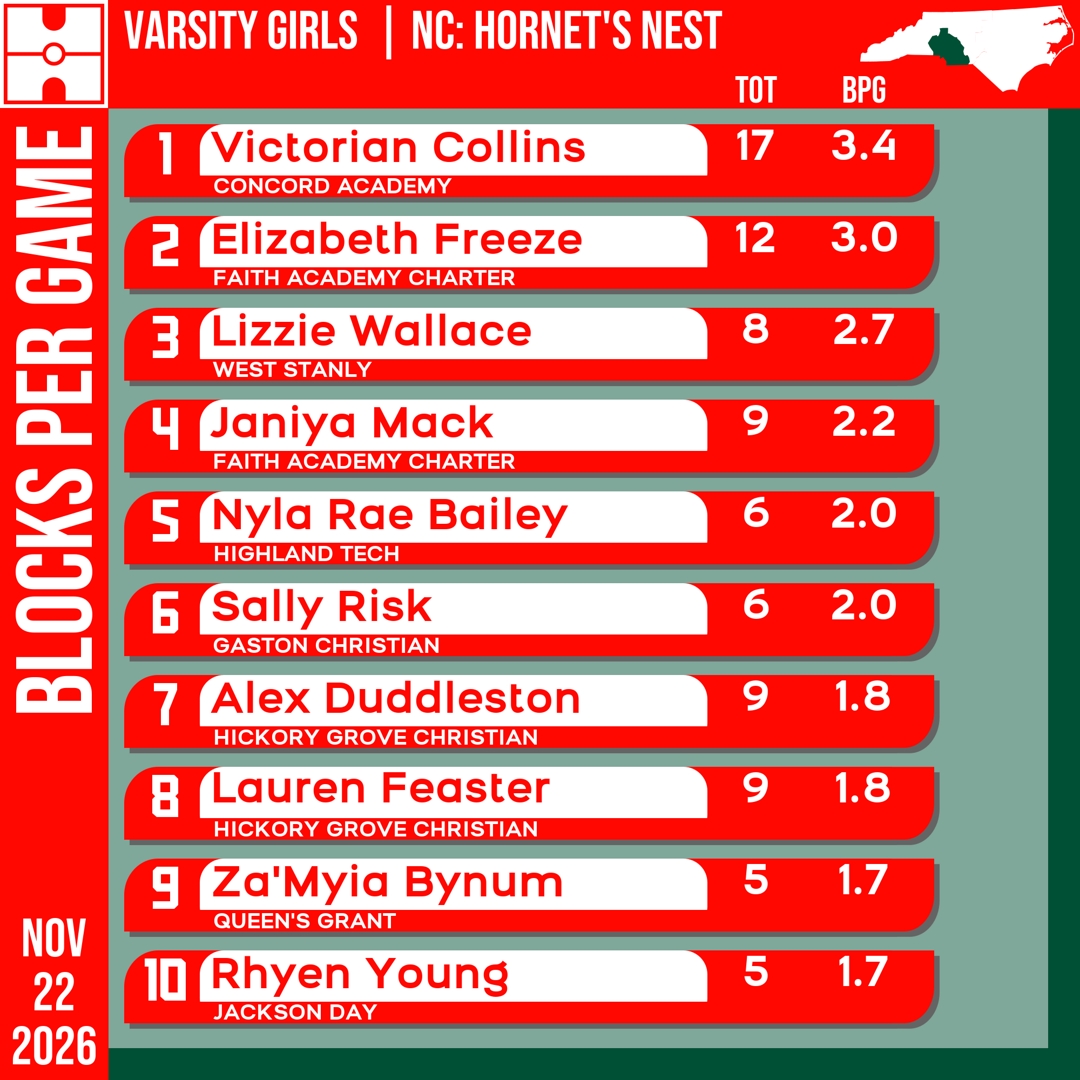 VARSITY GIRLS | NC: HORNET'S NEST
TOT BPG
BLOCKS PER GAME
1 Victorian Collins 17 3.4
CONCORD ACADEMY
2 Elizabeth Freeze 12 3.0
FAITH ACADEMY CHARTER
3 Lizzie Wallace 8 2.7
WEST STANLY
4 Janiya Mack 9 2.2
FAITH ACADEMY CHARTER
5 Nyla Rae Bailey 6 2.0
HIGHLAND TECH
6 Sally Risk 6 2.0
GASTON CHRISTIAN
7 Alex Duddleston 9 1.8
HICKORY GROVE CHRISTIAN
8 Lauren Feaster 9 1.8
HICKORY GROVE CHRISTIAN
9 Za'Myia Bynum 5 1.7
QUEEN'S GRANT
10 Rhyen Young 5 1.7
JACKSON DAY
NOV
22
2026